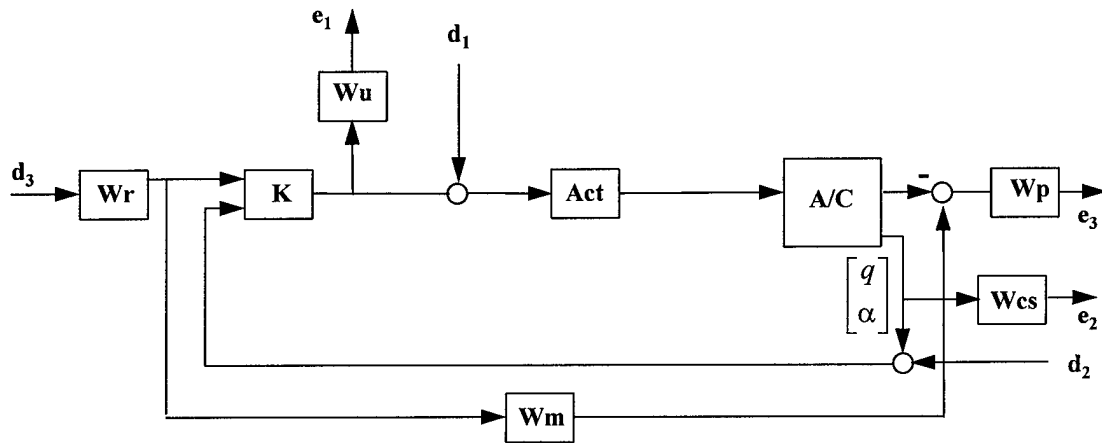 e₁
d₁
Wu
d₃
Wr
K
Act
A/C
-
Wp
e₃
q
α
Wcs
e₂
d₂
Wm